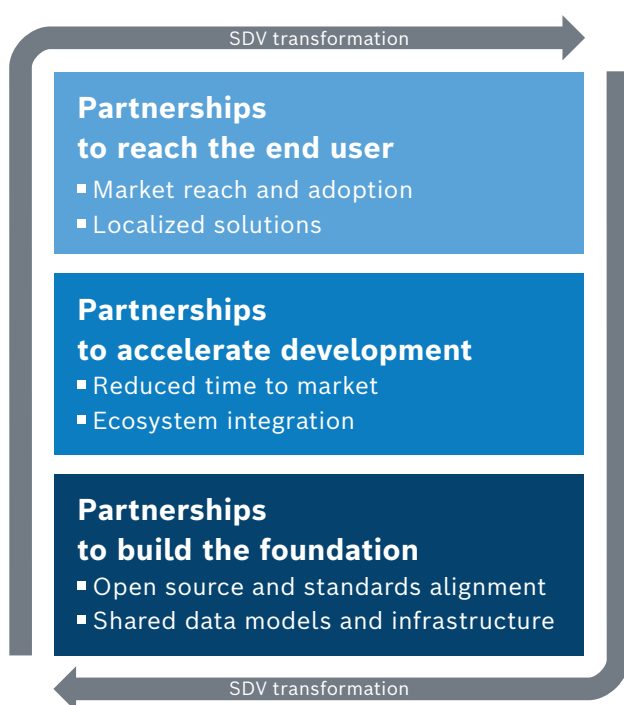 SDV transformation
Partnerships
to reach the end user
▪ Market reach and adoption
▪ Localized solutions
Partnerships
to accelerate development
▪ Reduced time to market
▪ Ecosystem integration
Partnerships
to build the foundation
▪ Open source and standards alignment
▪ Shared data models and infrastructure
SDV transformation